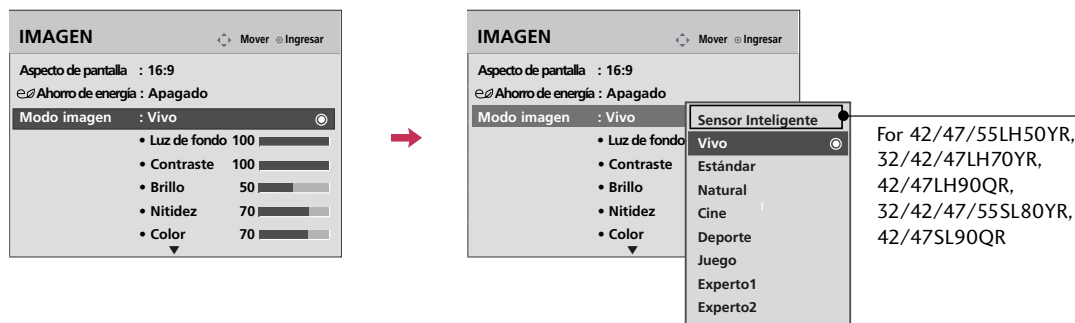 IMAGEN
Mover Ingresar
Aspecto de pantalla : 16:9
Ahorro de energía : Apagado
Modo imagen : Vivo
• Luz de fondo 100
• Contraste 100
• Brillo 50
• Nitidez 70
• Color 70
IMAGEN
Mover Ingresar
Aspecto de pantalla : 16:9
Ahorro de energía : Apagado
Modo imagen : Vivo
• Luz de fondo
• Contraste
• Brillo
• Nitidez
• Color
Sensor Inteligente
Vivo
Estándar
Natural
Cine
Deporte
Juego
Experto1
Experto2
For 42/47/55LH50YR,
32/42/47LH70YR,
42/47LH90QR,
32/42/47/55SL80YR,
42/47SL90QR